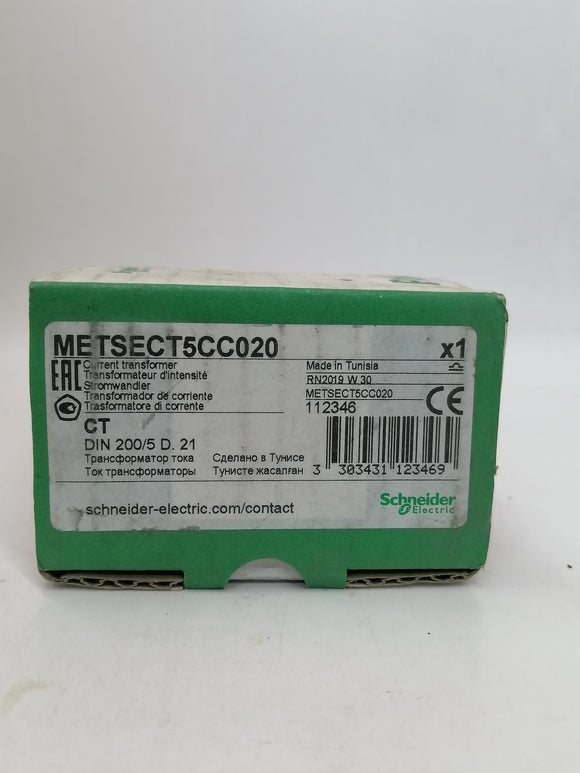 METSECT5CC020 x1
EAC
Current transformer
Transformateur d'intensité
Stromwandler
Transformador de corriente
Trasformatore di corrente
Made in Tunisia
RN2019 W 30
METSECT5CC020
112346
CE
CT
DIN 200/5 D. 21
Трансформатор тока Сделано в Тунисе
Ток трансформаторы Тунисте жасалған
3 303431 123469
schneider-electric.com/contact
Schneider
Electric